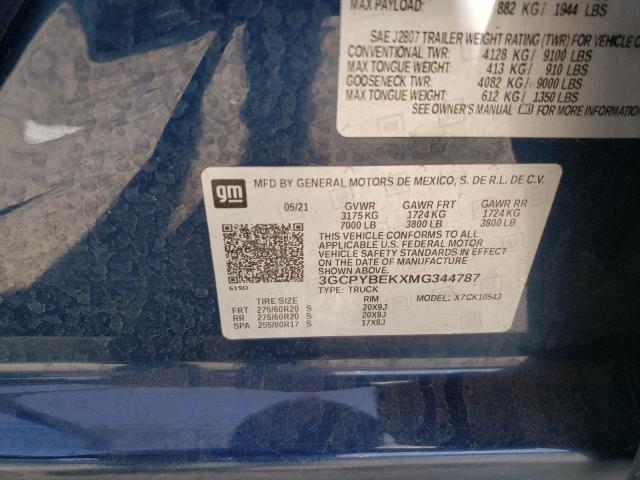 MAX PAYLOAD: 882 KG / 1944 LBS
SAE J2807 TRAILER WEIGHT RATING (TWR) FOR VEHICLE
CONVENTIONAL TWR: 4128 KG / 9100 LBS
MAX TONGUE WEIGHT: 413 KG / 910 LBS
GOOSENECK TWR: 4082 KG / 9000 LBS
MAX TONGUE WEIGHT: 612 KG / 1350 LBS
SEE OWNER'S MANUAL FOR MORE INFORMATION
gm MFD BY GENERAL MOTORS DE MEXICO, S. DE R.L. DE C.V.
05/21 GVWR GAWR FRT GAWR RR
3175 KG 1724 KG 1724 KG
7000 LB 3800 LB 3800 LB
THIS VEHICLE CONFORMS TO ALL
APPLICABLE U.S. FEDERAL MOTOR
VEHICLE SAFETY STANDARDS IN EFFECT
ON THE DATE OF MANUFACTURE SHOWN ABOVE.
3GCPYBEKXMG344787
619D TYPE: TRUCK MODEL: X7CK10543
TIRE SIZE RIM
FRT 275/60R20 S 20X9J
RR 275/60R20 S 20X9J
SPA 255/80R17 S 17X8J